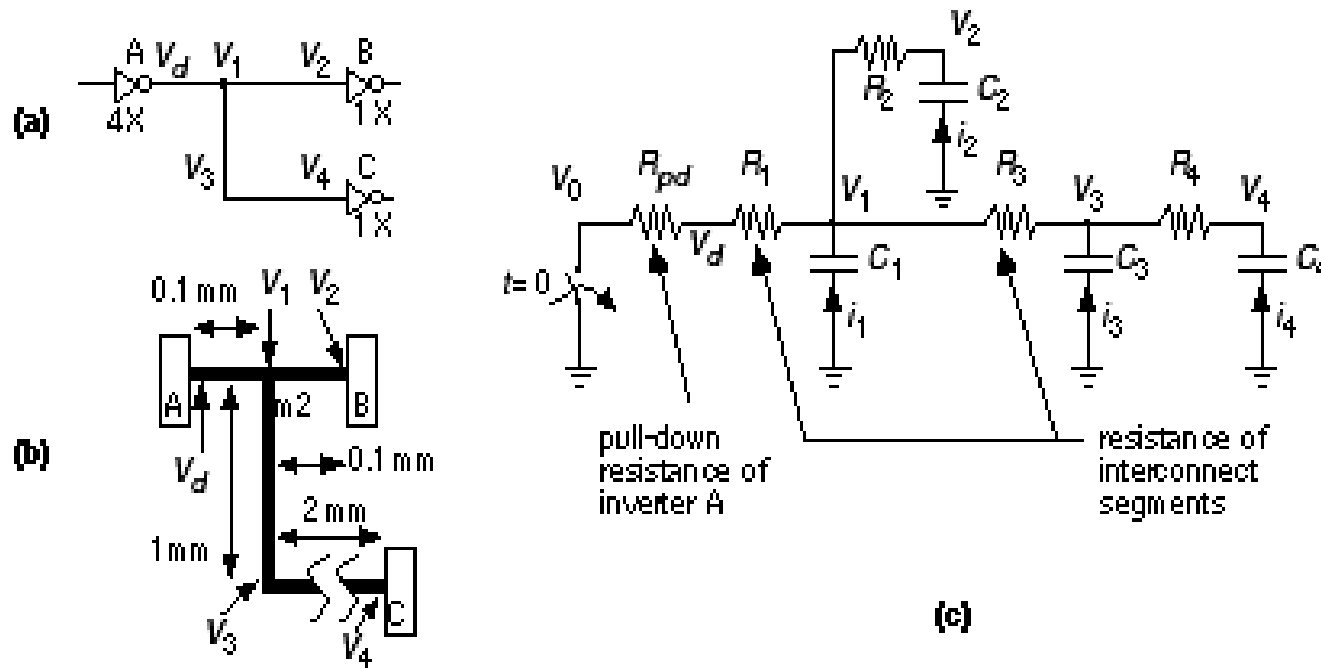 A V_d V_1 V_2 B
4X 1X
(a)
V_3 V_4 C
1X
0.1 mm V_1 V_2
A m2 B
(b)
V_d 0.1 mm
2 mm
1 mm
C
V_3 V_4
V_2
R_2 C_2
i_2
V_0 R_pd R_1 V_1 R_3 V_3 R_4 V_4
V_d
t=0 C_1 C_3
i_1 i_3 i_4
pull-down
resistance of
inverter A
resistance of
interconnect
segments
(c)